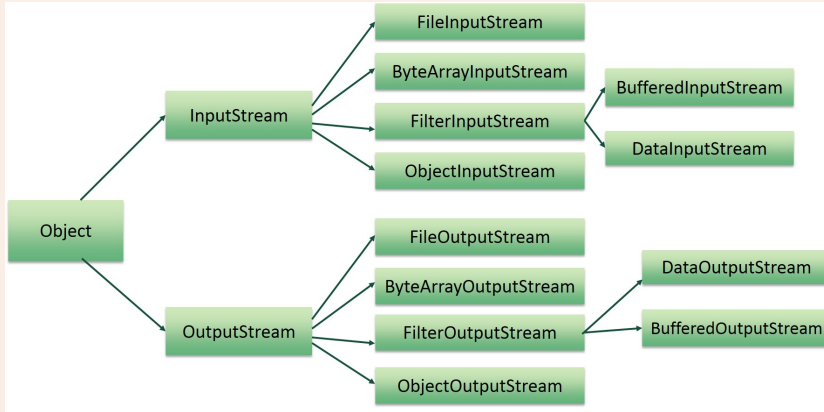 FileInputStream
ByteArrayInputStream
BufferedInputStream
InputStream
FilterInputStream
DataInputStream
ObjectInputStream
Object
FileOutputStream
DataOutputStream
ByteArrayOutputStream
OutputStream
FilterOutputStream
BufferedOutputStream
ObjectOutputStream